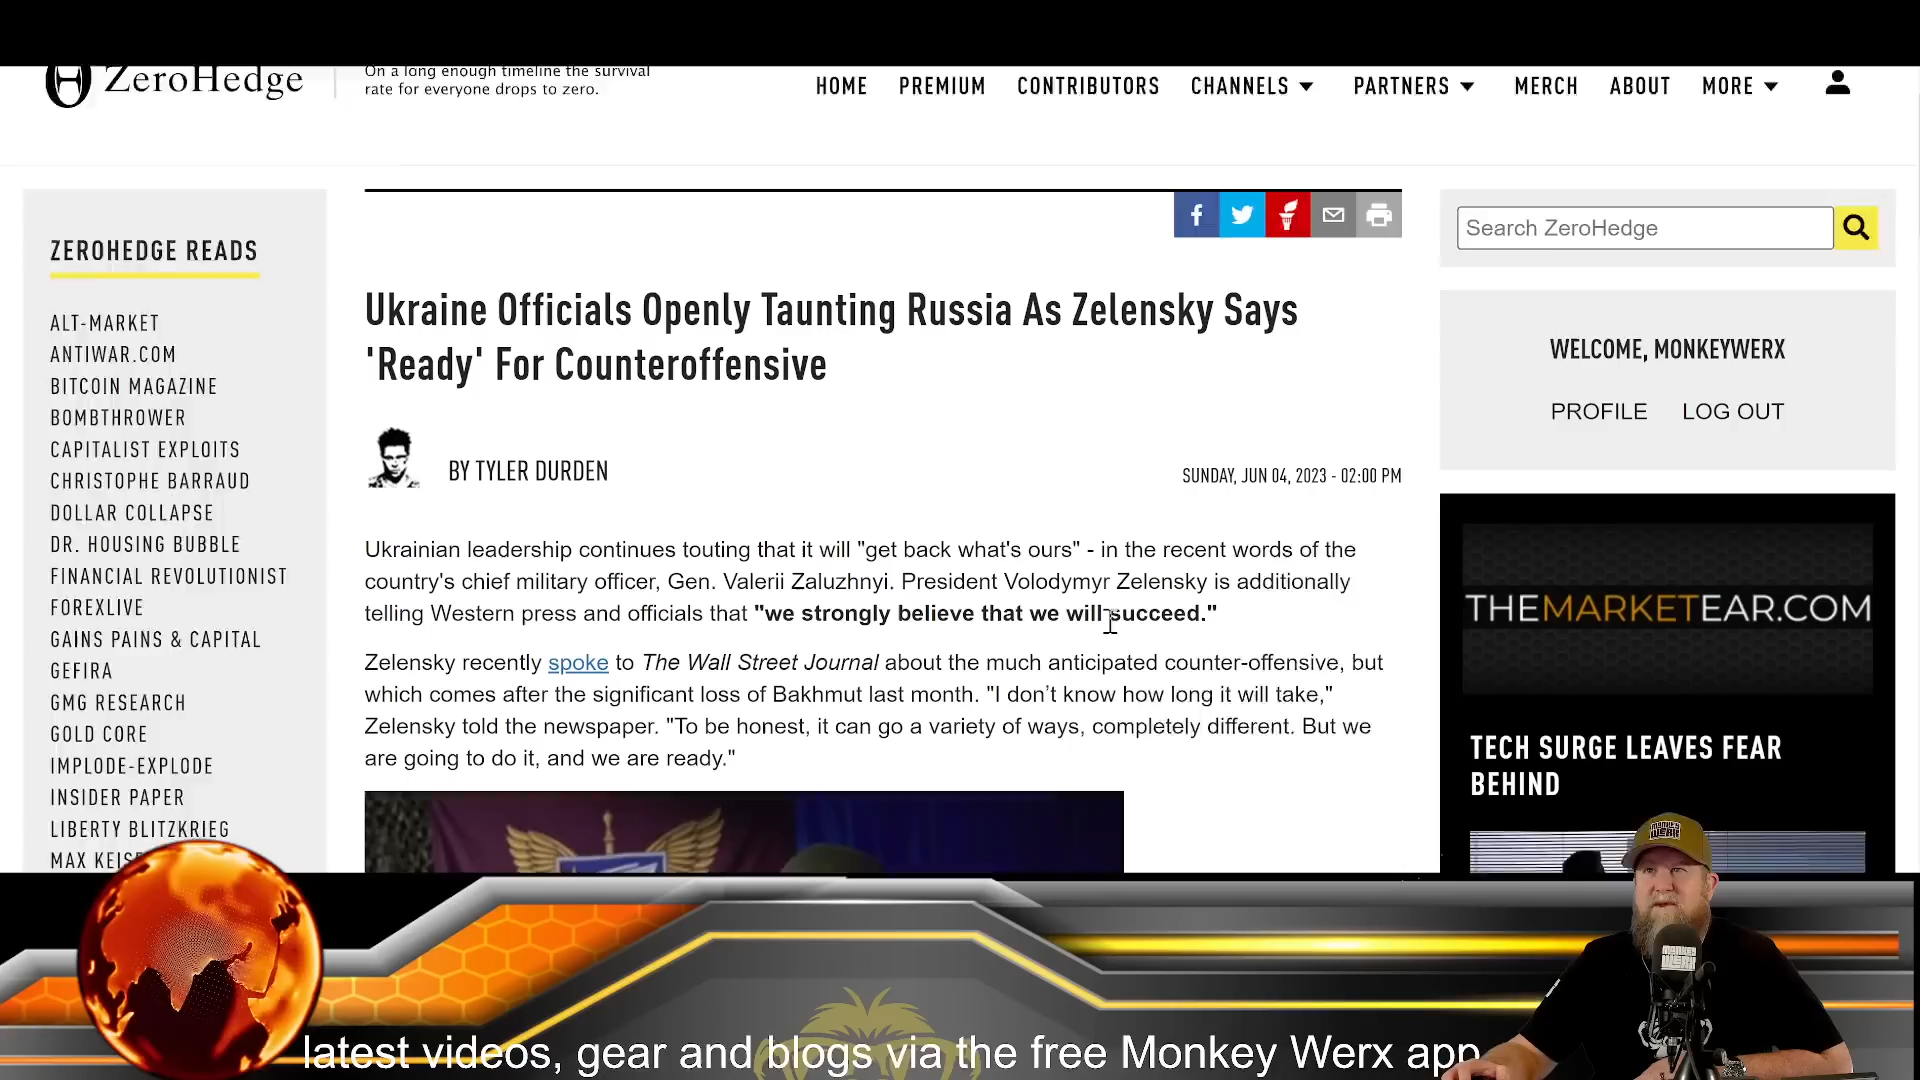 ZeroHedge
On a long enough timeline the survival
rate for everyone drops to zero.
HOME PREMIUM CONTRIBUTORS CHANNELS PARTNERS MERCH ABOUT MORE
ZEROHEDGE READS
ALT-MARKET
ANTIWAR.COM
BITCOIN MAGAZINE
BOMBTHROWER
CAPITALIST EXPLOITS
CHRISTOPHE BARRAUD
DOLLAR COLLAPSE
DR. HOUSING BUBBLE
FINANCIAL REVOLUTIONIST
FOREXLIVE
GAINS PAINS & CAPITAL
GEFIRA
GMG RESEARCH
GOLD CORE
IMPLODE-EXPLODE
INSIDER PAPER
LIBERTY BLITZKRIEG
MAX
Ukraine Officials Openly Taunting Russia As Zelensky Says
'Ready' For Counteroffensive
BY TYLER DURDEN
SUNDAY, JUN 04, 2023 - 02:00 PM
Ukrainian leadership continues touting that it will "get back what's ours" - in the recent words of the
country's chief military officer, Gen. Valerii Zaluzhnyi. President Volodymyr Zelensky is additionally
telling Western press and officials that "we strongly believe that we will succeed."
Zelensky recently spoke to The Wall Street Journal about the much anticipated counter-offensive, but
which comes after the significant loss of Bakhmut last month. "I don’t know how long it will take,"
Zelensky told the newspaper. "To be honest, it can go a variety of ways, completely different. But we
are going to do it, and we are ready."
Search ZeroHedge
WELCOME, MONKEYWERX
PROFILE LOG OUT
THEMARKETEAR.COM
TECH SURGE LEAVES FEAR
BEHIND
MONKEY
WERX
MONKEY
WERX
latest videos, gear and blogs via the free Monkey Werx app